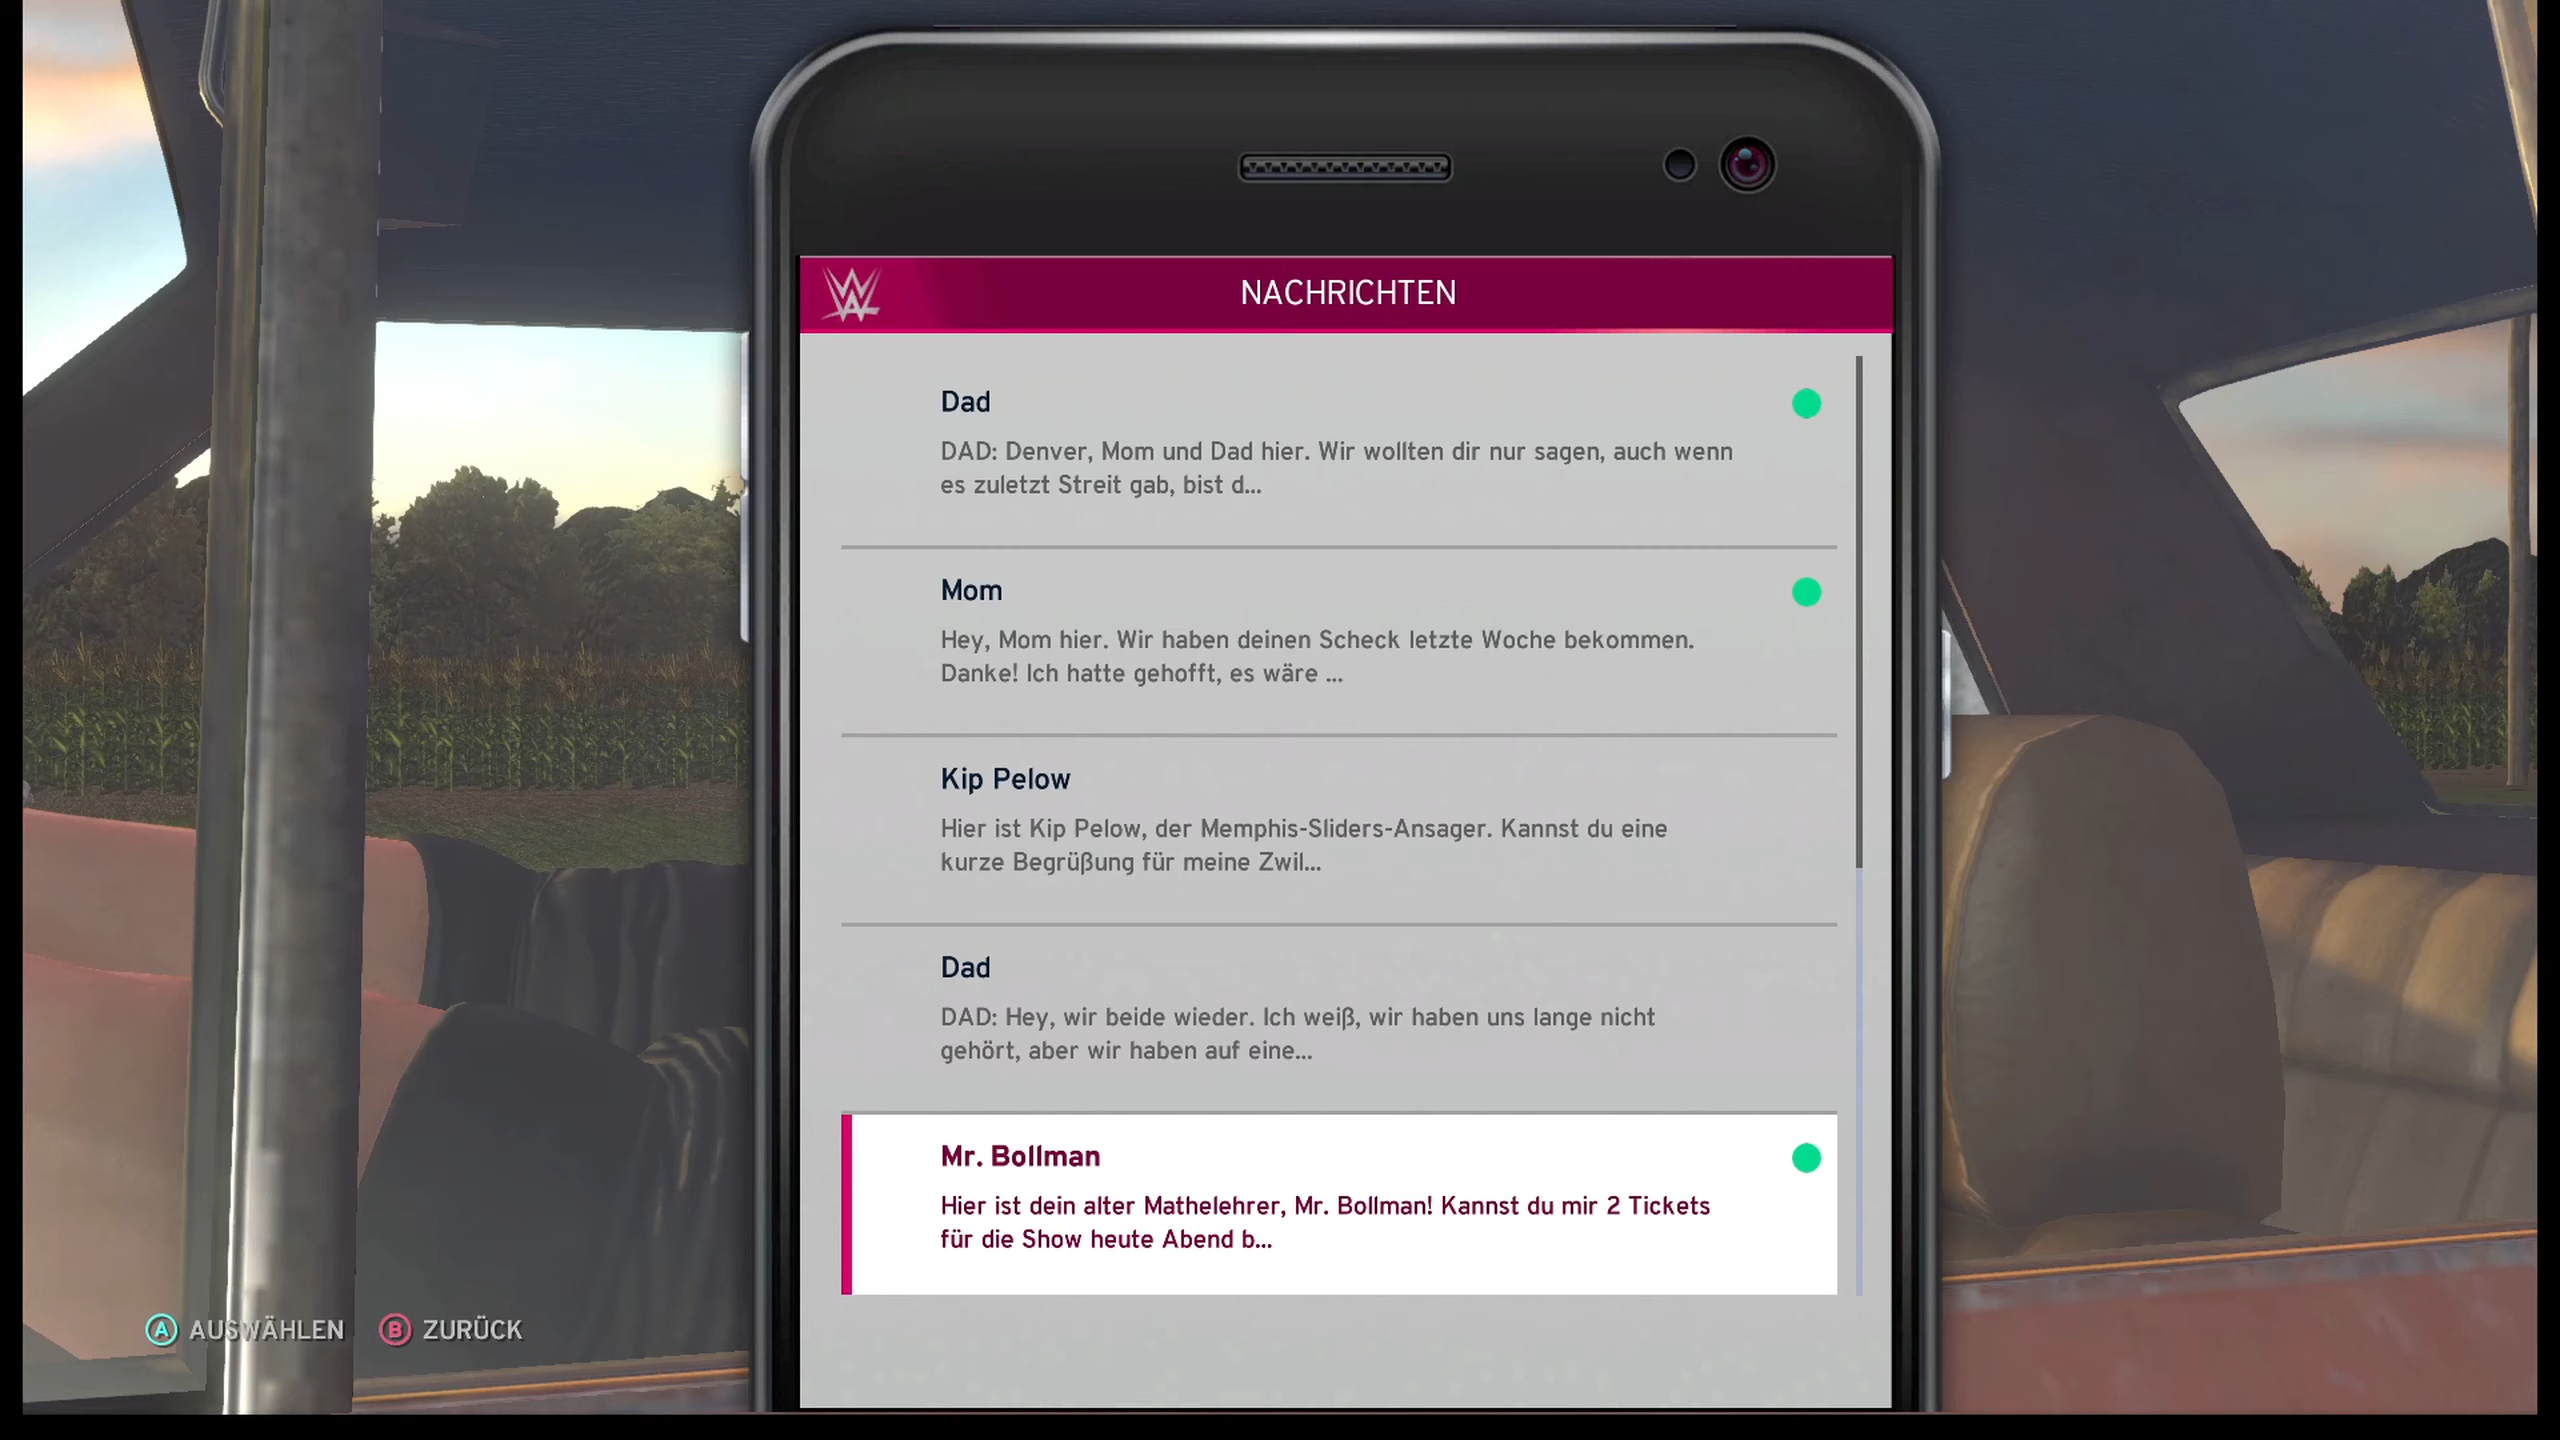 NACHRICHTEN
Dad
DAD: Denver, Mom und Dad hier. Wir wollten dir nur sagen, auch wenn
es zuletzt Streit gab, bist d...
Mom
Hey, Mom hier. Wir haben deinen Scheck letzte Woche bekommen.
Danke! Ich hatte gehofft, es wäre ...
Kip Pelow
Hier ist Kip Pelow, der Memphis-Sliders-Ansager. Kannst du eine
kurze Begrüßung für meine Zwil...
Dad
DAD: Hey, wir beide wieder. Ich weiß, wir haben uns lange nicht
gehört, aber wir haben auf eine...
Mr. Bollman
Hier ist dein alter Mathelehrer, Mr. Bollman! Kannst du mir 2 Tickets
für die Show heute Abend b...
A AUSWÄHLEN B ZURÜCK